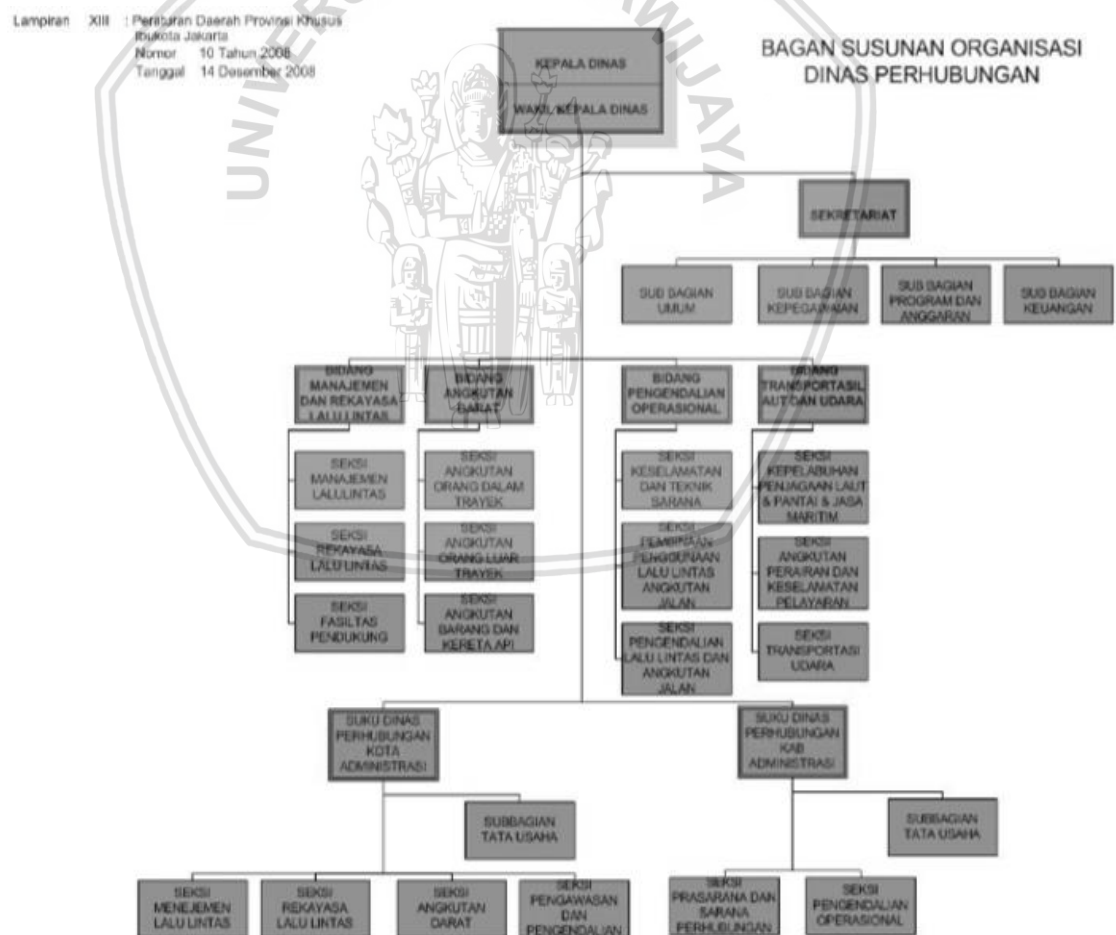 Lampiran XIII : Peraturan Daerah Provinsi Khusus
Ibukota Jakarta
Nomor 10 Tahun 2008
Tanggal 14 Desember 2008
BAGAN SUSUNAN ORGANISASI
DINAS PERHUBUNGAN
UNIVER
AWIJAYA
KEPALA DINAS
WAKIL KEPALA DINAS
SEKRETARIAT
SUB BAGIAN
UMUM
SUB BAGIAN
KEPEGAWAIAN
SUB BAGIAN
PROGRAM DAN
ANGGARAN
SUB BAGIAN
KEUANGAN
BIDANG
MANAJEMEN
DAN REKAYASA
LALU LINTAS
BIDANG
ANGKUTAN
DARAT
BIDANG
PENGENDALIAN
OPERASIONAL
BIDANG
TRANSPORTASIL
AUT DAN UDARA
SEKSI
MANAJEMEN
LALULINTAS
SEKSI
REKAYASA
LALU LINTAS
SEKSI
FASILTAS
PENDUKUNG
SEKSI
ANGKUTAN
ORANG DALAM
TRAYEK
SEKSI
ANGKUTAN
ORANG LUAR
TRAYEK
SEKSI
ANGKUTAN
BARANG DAN
KERETA API
SEKSI
KESELAMATAN
DAN TEKNIK
SARANA
SEKSI
PEMBINAAN
PENGGUNAAN
LALU LINTAS
ANGKUTAN
JALAN
SEKSI
PENGENDALIAN
LALU LINTAS DAN
ANGKUTAN
JALAN
SEKSI
KEPELABUHAN
PENJAGAAN LAUT
& PANTAI & JASA
MARITIM
SEKSI
ANGKUTAN
PERAIRAN DAN
KESELAMATAN
PELAYARAN
SEKSI
TRANSPORTASI
UDARA
SUKU DINAS
PERHUBUNGAN
KOTA
ADMINISTRASI
SUKU DINAS
PERHUBUNGAN
KAB
ADMINISTRASI
SUBBAGIAN
TATA USAHA
SUBBAGIAN
TATA USAHA
SEKSI
MENEJEMEN
LALU LINTAS
SEKSI
REKAYASA
LALU LINTAS
SEKSI
ANGKUTAN
DARAT
SEKSI
PENGAWASAN
DAN
PENGENDALIAN
SEKSI
PRASARANA DAN
SARANA
PERHUBUNGAN
SEKSI
PENGENDALIAN
OPERASIONAL